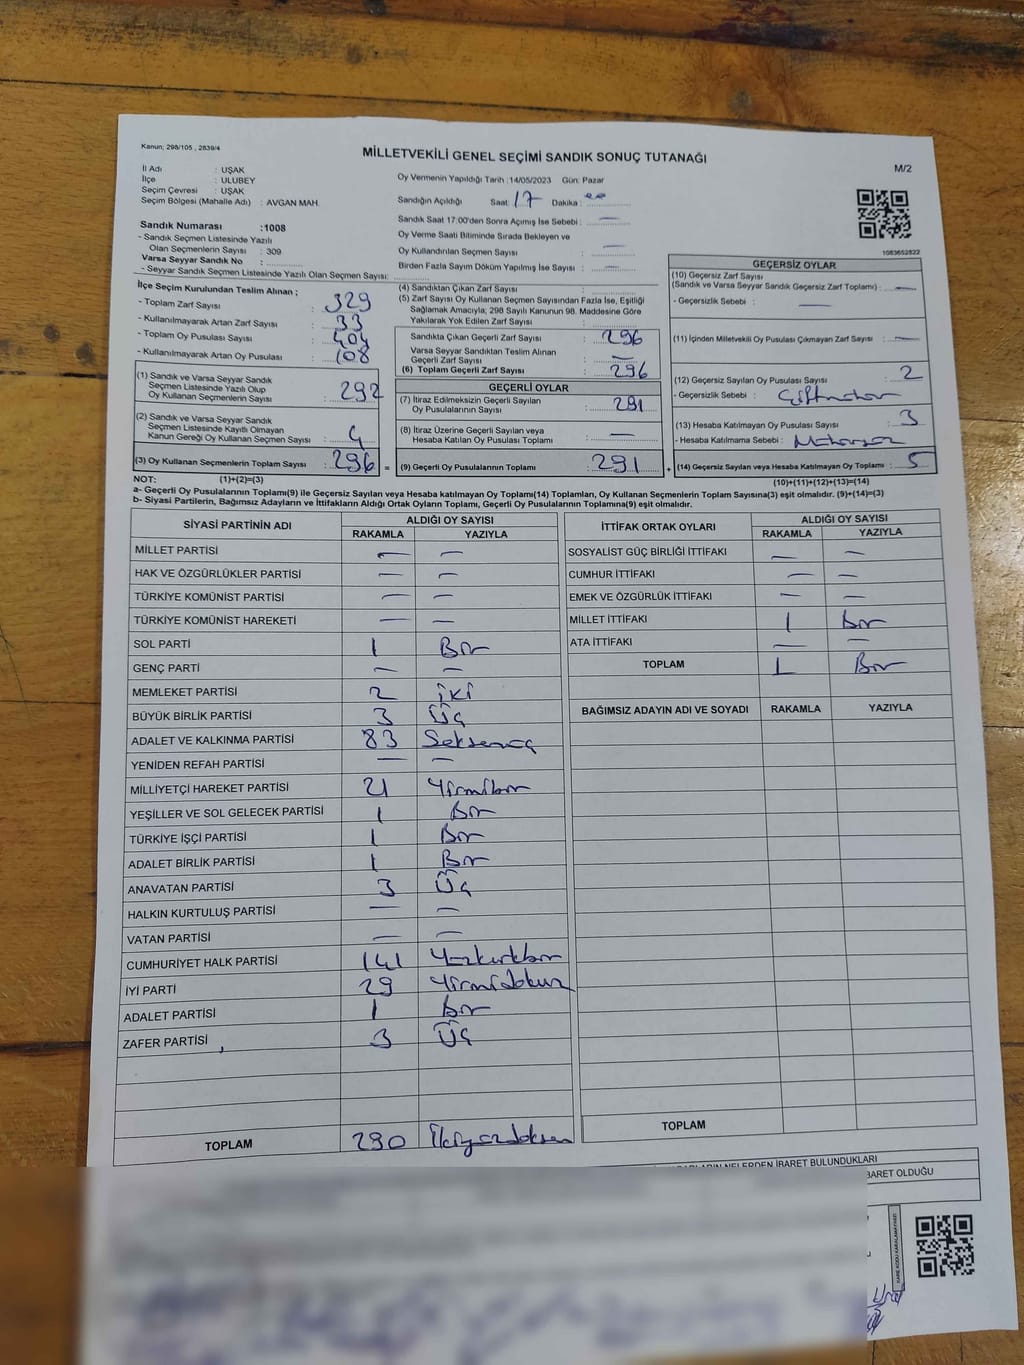 Kanun; 298/105 , 2839/4
MİLLETVEKİLİ GENEL SEÇİMİ SANDIK SONUÇ TUTANAĞI
M/2
İl Adı : UŞAK
İlçe : ULUBEY
Seçim Çevresi : UŞAK
Seçim Bölgesi (Mahalle Adı) : AVGAN MAH.
Sandık Numarası :1008
- Sandık Seçmen Listesinde Yazılı
Olan Seçmenlerin Sayısı : 309
Varsa Seyyar Sandık No :
- Seyyar Sandık Seçmen Listesinde Yazılı Olan Seçmen Sayısı:
İlçe Seçim Kurulundan Teslim Alınan ;
- Toplam Zarf Sayısı : 329
- Kullanılmayarak Artan Zarf Sayısı : 33
- Toplam Oy Pusulası Sayısı : 404
- Kullanılmayarak Artan Oy Pusulası : 108
(1) Sandık ve Varsa Seyyar Sandık
Seçmen Listesinde Yazılı Olup
Oy Kullanan Seçmenlerin Sayısı : 292
(2) Sandık ve Varsa Seyyar Sandık
Seçmen Listesinde Kayıtlı Olmayan
Kanun Gereği Oy Kullanan Seçmen Sayısı : 4
(3) Oy Kullanan Seçmenlerin Toplam Sayısı : 296 =
Oy Vermenin Yapıldığı Tarih :14/05/2023 Gün: Pazar
Sandığın Açıldığı Saat : 17 Dakika : 00
Sandık Saat 17:00'den Sonra Açımış İse Sebebi : —
Oy Verme Saati Bitiminde Sırada Bekleyen ve
Oy Kullandırılan Seçmen Sayısı : —
Birden Fazla Sayım Döküm Yapılmış İse Sayısı : —
(4) Sandıktan Çıkan Zarf Sayısı :
(5) Zarf Sayısı Oy Kullanan Seçmen Sayısından Fazla İse, Eşitliği
Sağlamak Amacıyla; 298 Sayılı Kanunun 98. Maddesine Göre
Yakılarak Yok Edilen Zarf Sayısı :
Sandıkta Çıkan Geçerli Zarf Sayısı : 296
Varsa Seyyar Sandıktan Teslim Alınan
Geçerli Zarf Sayısı : —
(6) Toplam Geçerli Zarf Sayısı : 296
GEÇERLİ OYLAR
(7) İtiraz Edilmeksizin Geçerli Sayılan
Oy Pusulalarının Sayısı : 291
(8) İtiraz Üzerine Geçerli Sayılan veya
Hesaba Katılan Oy Pusulası Toplamı : —
(9) Geçerli Oy Pusulalarının Toplamı : 291 +
1083652822
GEÇERSİZ OYLAR
(10) Geçersiz Zarf Sayısı
(Sandık ve Varsa Seyyar Sandık Geçersiz Zarf Toplamı) : —
- Geçersizlik Sebebi : —
(11) İçinden Milletvekili Oy Pusulası Çıkmayan Zarf Sayısı : —
(12) Geçersiz Sayılan Oy Pusulası Sayısı : 2
- Geçersizlik Sebebi :
(13) Hesaba Katılmayan Oy Pusulası Sayısı : 3
- Hesaba Katılmama Sebebi :
(14) Geçersiz Sayılan veya Hesaba Katılmayan Oy Toplamı : 5
NOT: (1)+(2)=(3) (10)+(11)+(12)+(13)=(14)
a- Geçerli Oy Pusulalarının Toplamı(9) ile Geçersiz Sayılan veya Hesaba katılmayan Oy Toplamı(14) Toplamları, Oy Kullanan Seçmenlerin Toplam Sayısına(3) eşit olmalıdır. (9)+(14)=(3)
b- Siyasi Partilerin, Bağımsız Adayların ve İttifakların Aldığı Ortak Oyların Toplamı, Geçerli Oy Pusulalarının Toplamına(9) eşit olmalıdır.
SİYASİ PARTİNİN ADI ALDIĞI OY SAYISI
RAKAMLA YAZIYLA
MİLLET PARTİSİ — —
HAK VE ÖZGÜRLÜKLER PARTİSİ — —
TÜRKİYE KOMÜNİST PARTİSİ — —
TÜRKİYE KOMÜNİST HAREKETİ — —
SOL PARTİ 1 Bir
GENÇ PARTİ — —
MEMLEKET PARTİSİ 2 iki
BÜYÜK BİRLİK PARTİSİ 3 Üç
ADALET VE KALKINMA PARTİSİ 83 Seksenüç
YENİDEN REFAH PARTİSİ — —
MİLLİYETÇİ HAREKET PARTİSİ 21 Yirmibir
YEŞİLLER VE SOL GELECEK PARTİSİ 1 Bir
TÜRKİYE İŞÇİ PARTİSİ 1 Bir
ADALET BİRLİK PARTİSİ 1 Bir
ANAVATAN PARTİSİ 3 Üç
HALKIN KURTULUŞ PARTİSİ — —
VATAN PARTİSİ — —
CUMHURİYET HALK PARTİSİ 141 Yüzkırkbir
İYİ PARTİ 29 Yirmidokuz
ADALET PARTİSİ 1 Bir
ZAFER PARTİSİ 3 Üç
TOPLAM 290 İkiyüzdoksan
İTTİFAK ORTAK OYLARI ALDIĞI OY SAYISI
RAKAMLA YAZIYLA
SOSYALİST GÜÇ BİRLİĞİ İTTİFAKI — —
CUMHUR İTTİFAKI — —
EMEK VE ÖZGÜRLÜK İTTİFAKI — —
MİLLET İTTİFAKI 1 Bir
ATA İTTİFAKI — —
TOPLAM 1 Bir
BAĞIMSIZ ADAYIN ADI VE SOYADI RAKAMLA YAZIYLA
TOPLAM
NELERDEN İBARET BULUNDUKLARI
BARET OLDUĞU